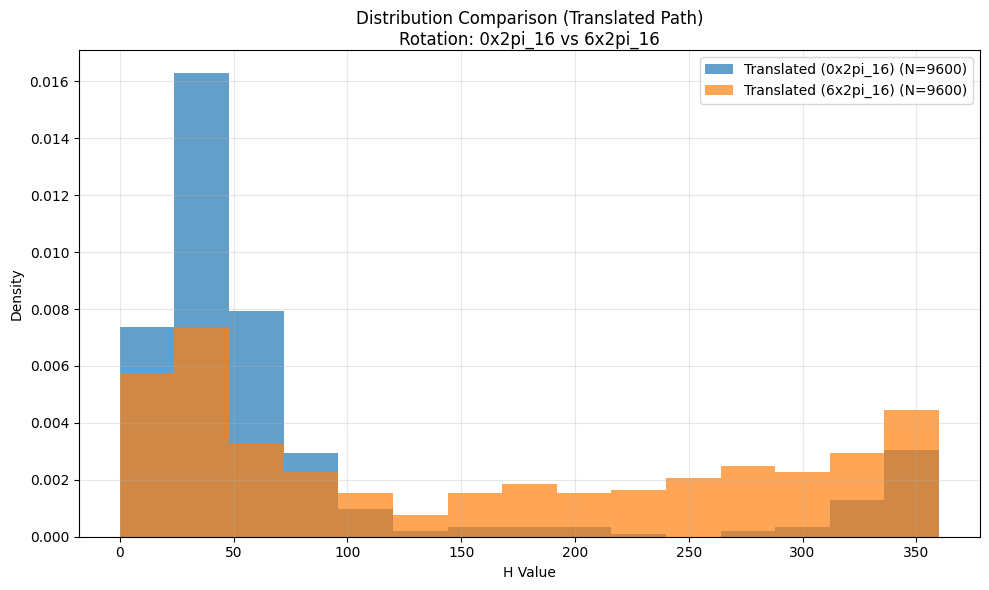 Distribution Comparison (Translated Path)
Rotation: 0x2pi_16 vs 6x2pi_16
Translated (0x2pi_16) (N=9600)
Translated (6x2pi_16) (N=9600)
Density
0.016
0.014
0.012
0.010
0.008
0.006
0.004
0.002
0.000
0 50 100 150 200 250 300 350
H Value